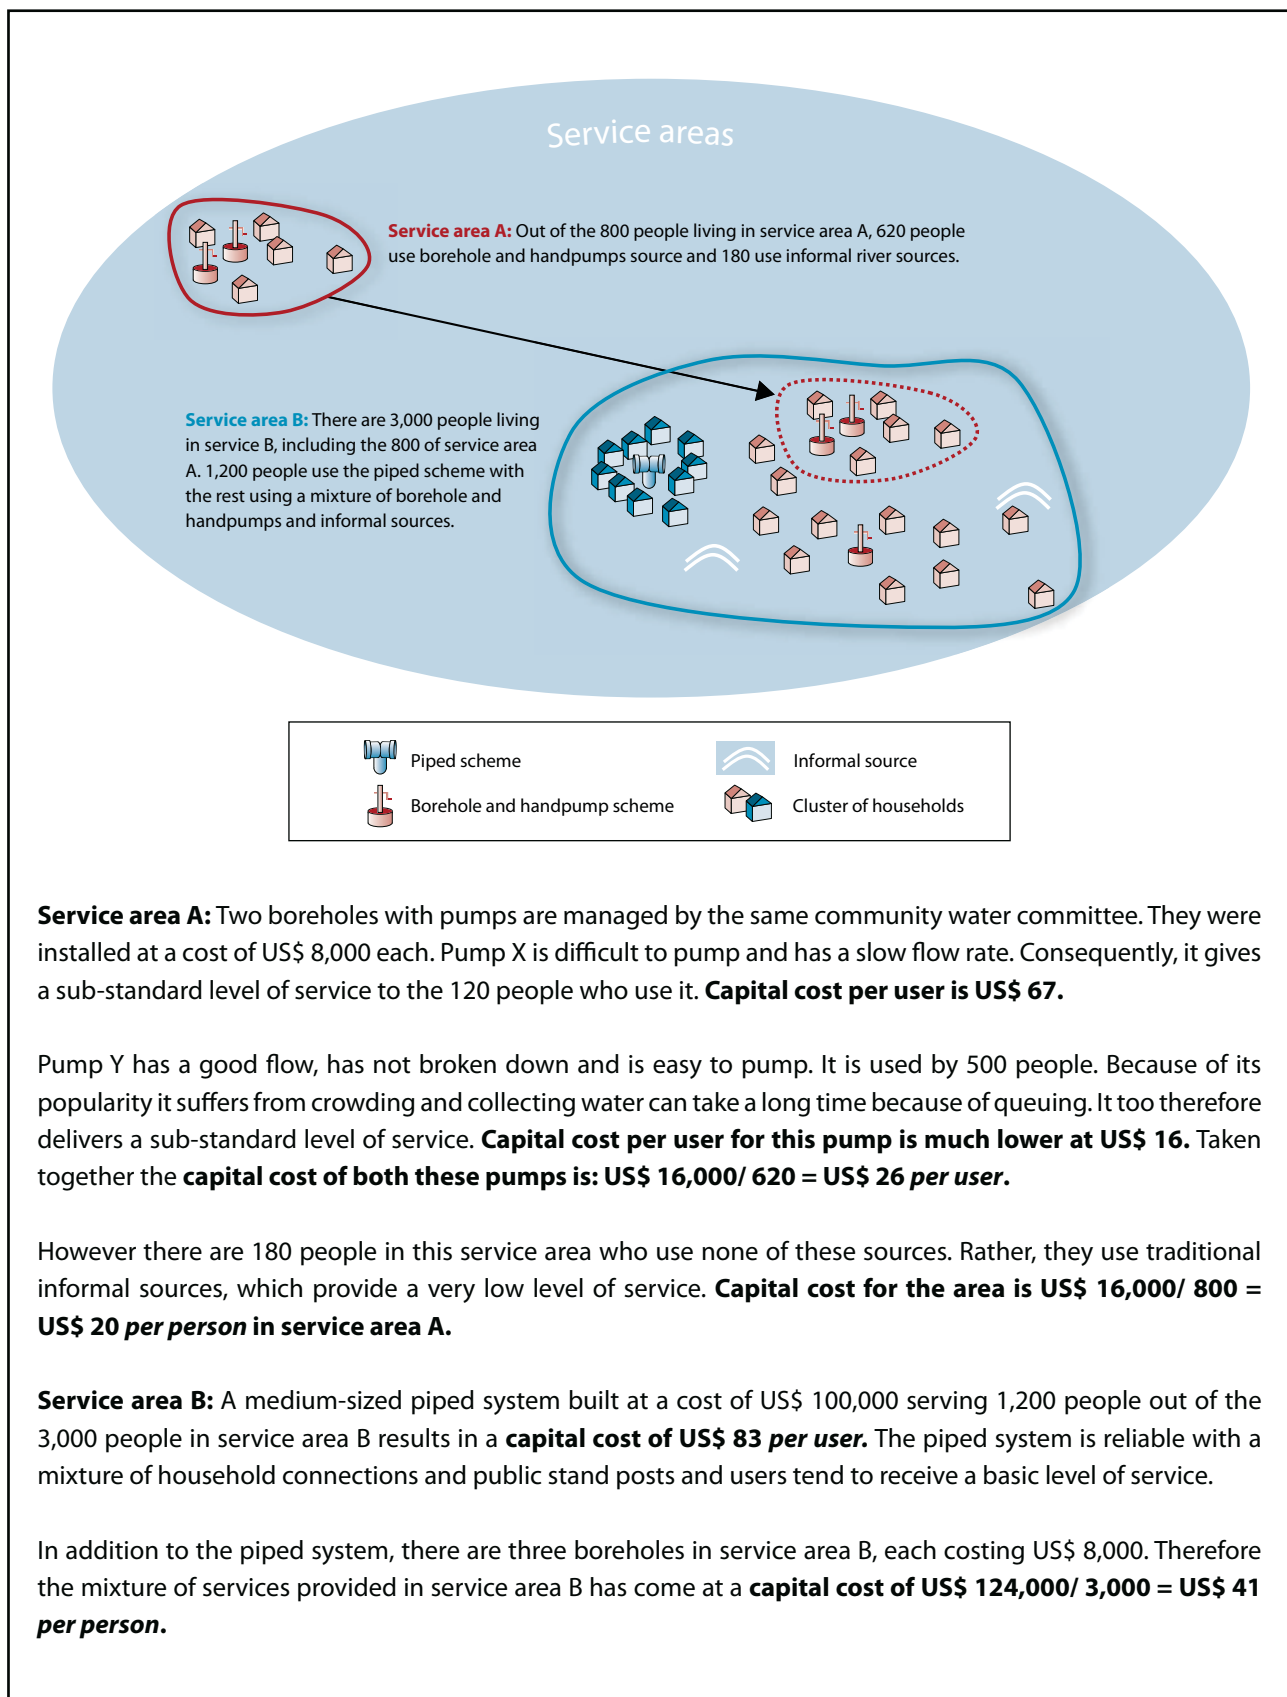 Service areas
Service area A: Out of the 800 people living in service area A, 620 people
use borehole and handpumps source and 180 use informal river sources.
Service area B: There are 3,000 people living
in service B, including the 800 of service area
A. 1,200 people use the piped scheme with
the rest using a mixture of borehole and
handpumps and informal sources.
Piped scheme
Informal source
Borehole and handpump scheme
Cluster of households
Service area A: Two boreholes with pumps are managed by the same community water committee. They were
installed at a cost of US$ 8,000 each. Pump X is difficult to pump and has a slow flow rate. Consequently, it gives
a sub-standard level of service to the 120 people who use it. Capital cost per user is US$ 67.
Pump Y has a good flow, has not broken down and is easy to pump. It is used by 500 people. Because of its
popularity it suffers from crowding and collecting water can take a long time because of queuing. It too therefore
delivers a sub-standard level of service. Capital cost per user for this pump is much lower at US$ 16. Taken
together the capital cost of both these pumps is: US$ 16,000/ 620 = US$ 26 per user.
However there are 180 people in this service area who use none of these sources. Rather, they use traditional
informal sources, which provide a very low level of service. Capital cost for the area is US$ 16,000/ 800 =
US$ 20 per person in service area A.
Service area B: A medium-sized piped system built at a cost of US$ 100,000 serving 1,200 people out of the
3,000 people in service area B results in a capital cost of US$ 83 per user. The piped system is reliable with a
mixture of household connections and public stand posts and users tend to receive a basic level of service.
In addition to the piped system, there are three boreholes in service area B, each costing US$ 8,000. Therefore
the mixture of services provided in service area B has come at a capital cost of US$ 124,000/ 3,000 = US$ 41
per person.